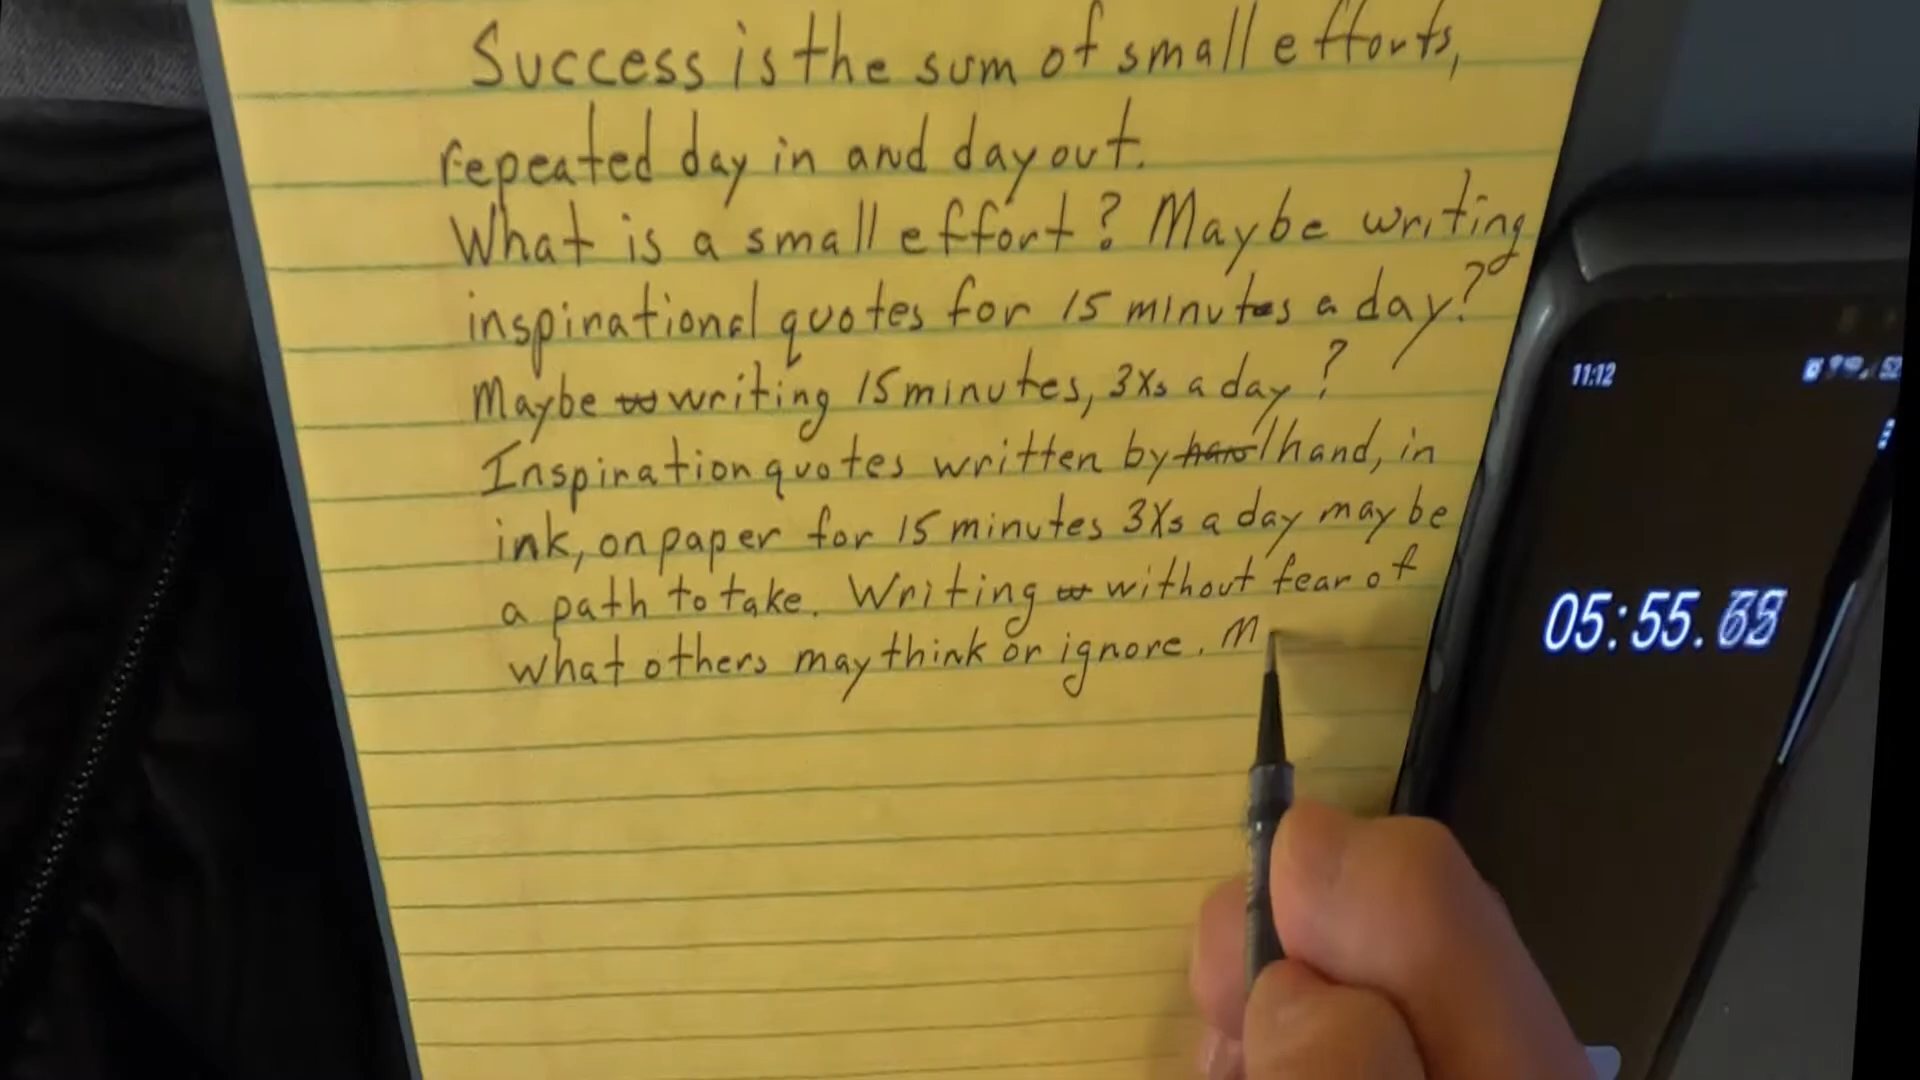 Success is the sum of small efforts,
repeated day in and day out.
What is a small effort? Maybe writing
inspirational quotes for 15 minutes a day?
Maybe writing 15 minutes, 3Xs a day?
Inspiration quotes written by hand, in
ink, on paper for 15 minutes 3Xs a day may be
a path to take. Writing without fear of
what others may think or ignore. M
11:12
05:55.